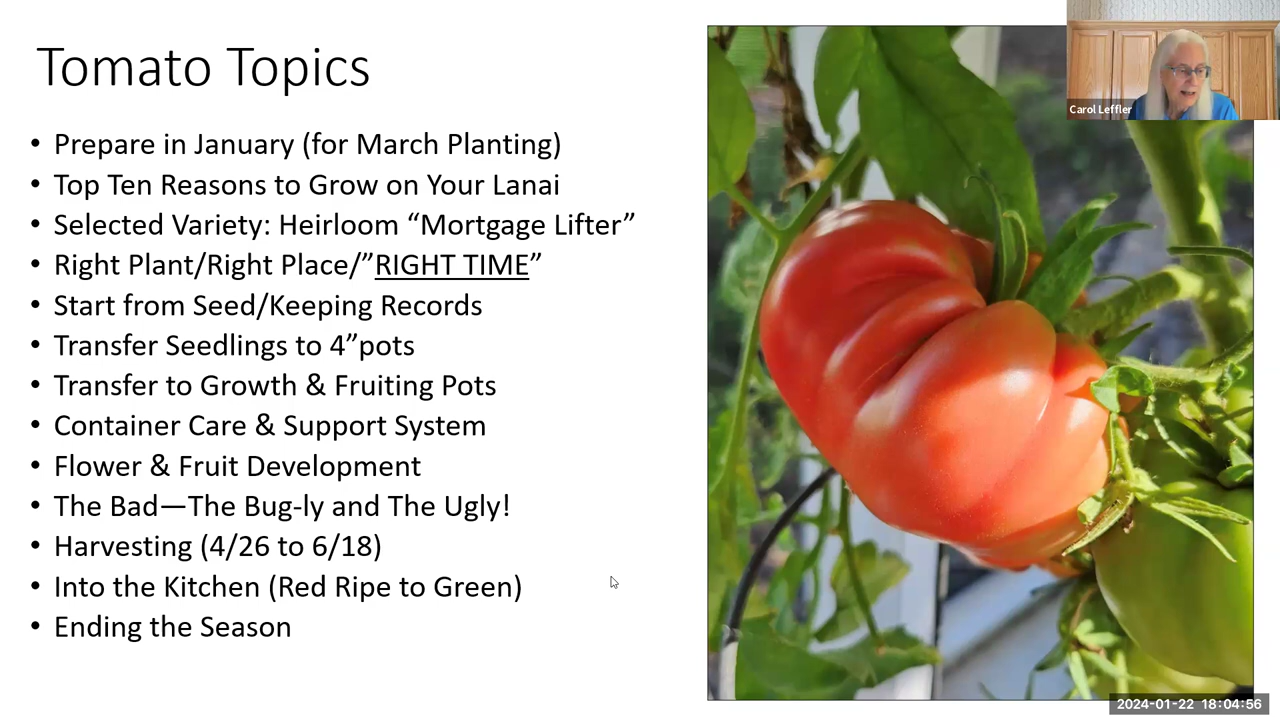 Tomato Topics
• Prepare in January (for March Planting)
• Top Ten Reasons to Grow on Your Lanai
• Selected Variety: Heirloom “Mortgage Lifter”
• Right Plant/Right Place/”RIGHT TIME”
• Start from Seed/Keeping Records
• Transfer Seedlings to 4”pots
• Transfer to Growth & Fruiting Pots
• Container Care & Support System
• Flower & Fruit Development
• The Bad—The Bug-ly and The Ugly!
• Harvesting (4/26 to 6/18)
• Into the Kitchen (Red Ripe to Green)
• Ending the Season
Carol Leffler
2024-01-22 18:04:56